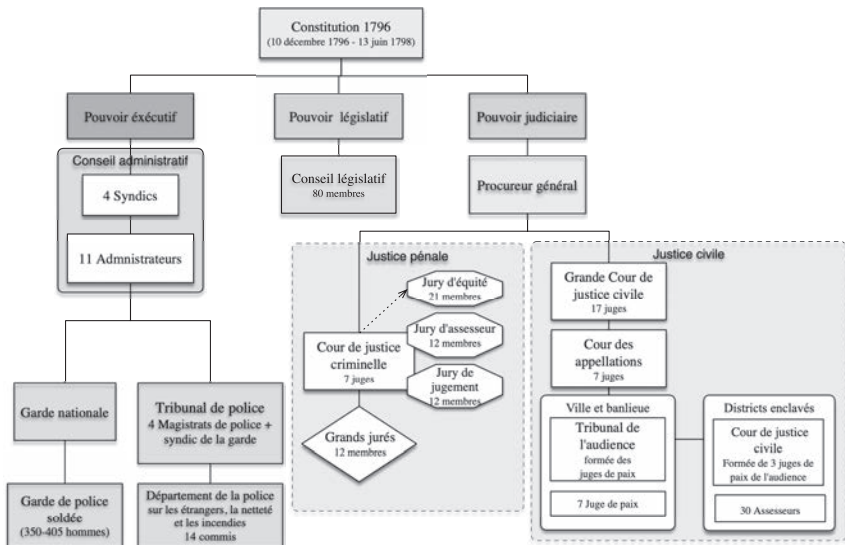 Constitution 1796
(10 décembre 1796 - 13 juin 1798)
Pouvoir éxécutif
Pouvoir législatif
Pouvoir judiciaire
Conseil administratif
4 Syndics
11 Admnistrateurs
Conseil législatif
80 membres
Procureur général
Justice pénale
Jury d'équité
21 membres
Jury d'assesseur
12 membres
Cour de justice
criminelle
7 juges
Jury de
jugement
12 membres
Grands jurés
12 membres
Justice civile
Grande Cour de
justice civile
17 juges
Cour des
appellations
7 juges
Ville et banlieue
Tribunal de
l'audience
formée des
juges de paix
7 Juge de paix
Districts enclavés
Cour de justice
civile
Formée de 3 juges de
paix de l'audience
30 Assesseurs
Garde nationale
Tribunal de police
4 Magistrats de police +
syndic de la garde
Garde de police
soldée
(350-405 hommes)
Département de la police
sur les étrangers, la netteté
et les incendies
14 commis